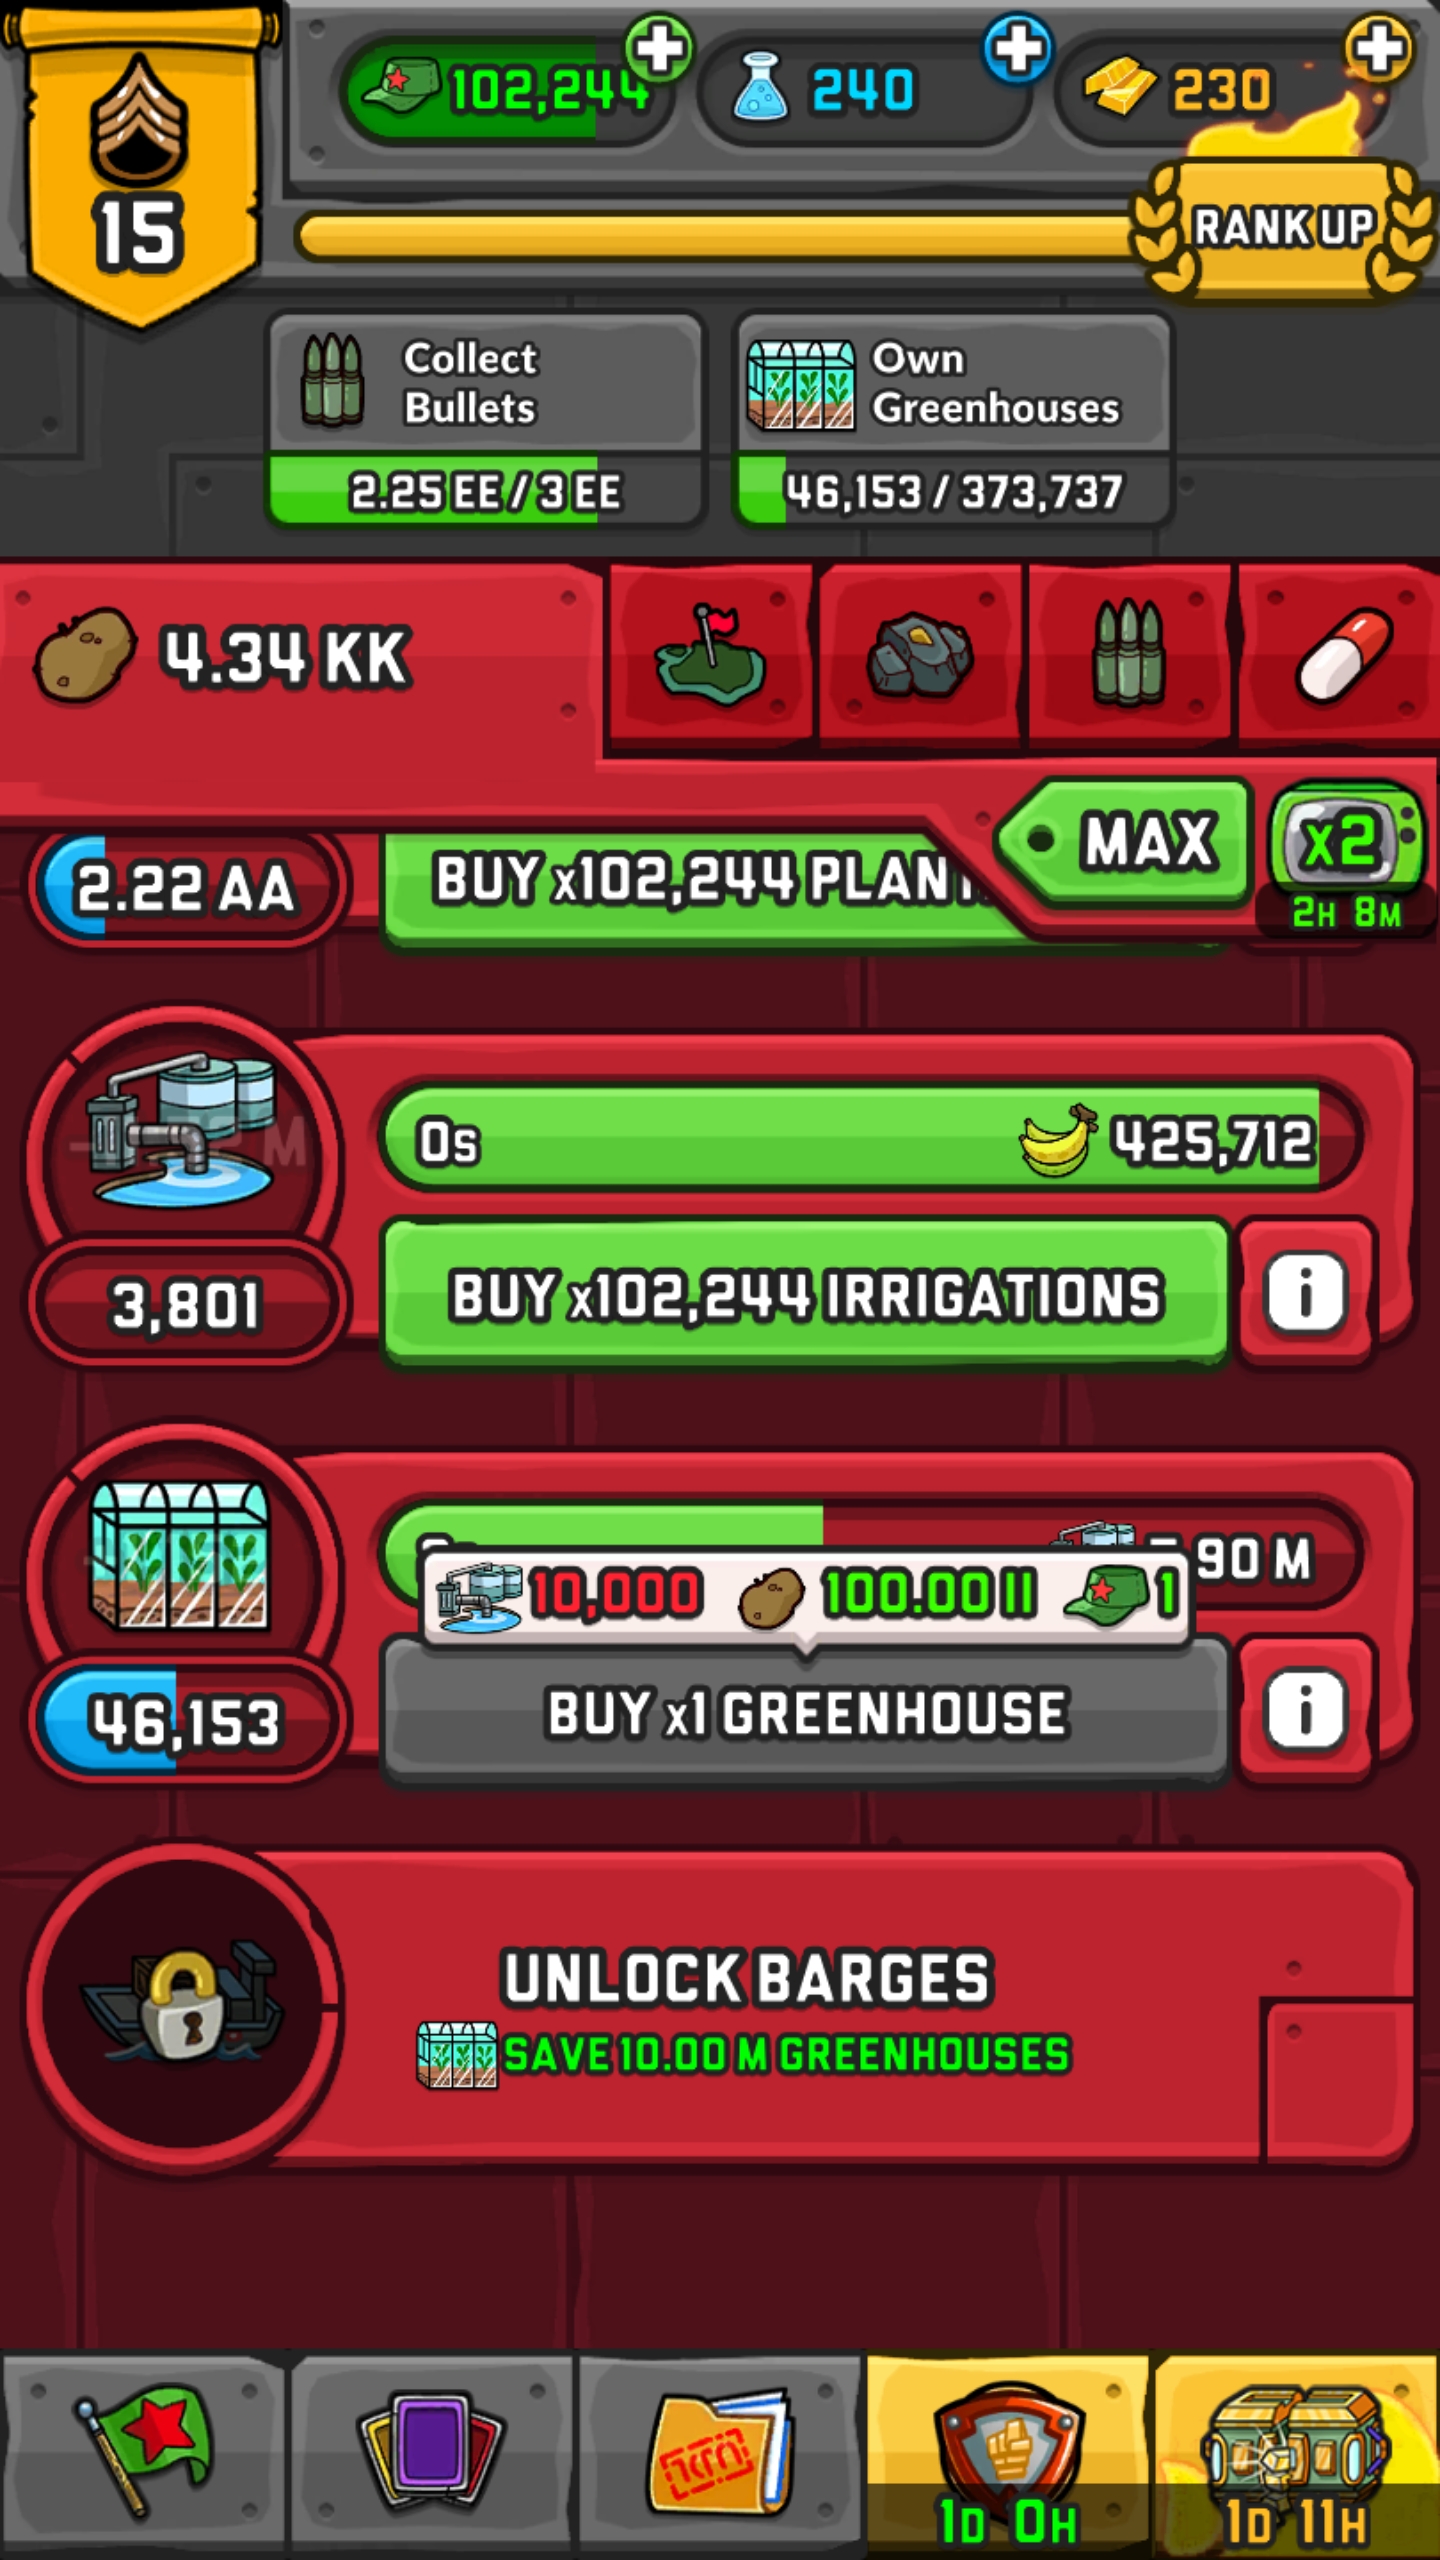 102,244
240
230
15
RANK UP
Collect
Bullets
Own
Greenhouses
2.25 EE / 3 EE
46,153 / 373,737
4.34 KK
MAX
x2
2H 8M
2.22 AA
BUY x102,244
0s
425,712
3,801
BUY x102,244 IRRIGATIONS
i
90 M
10,000
100.00 II
1
BUY x1 GREENHOUSE
46,153
i
UNLOCK BARGES
SAVE 10.00 M GREENHOUSES
1D 0H
1D 11H